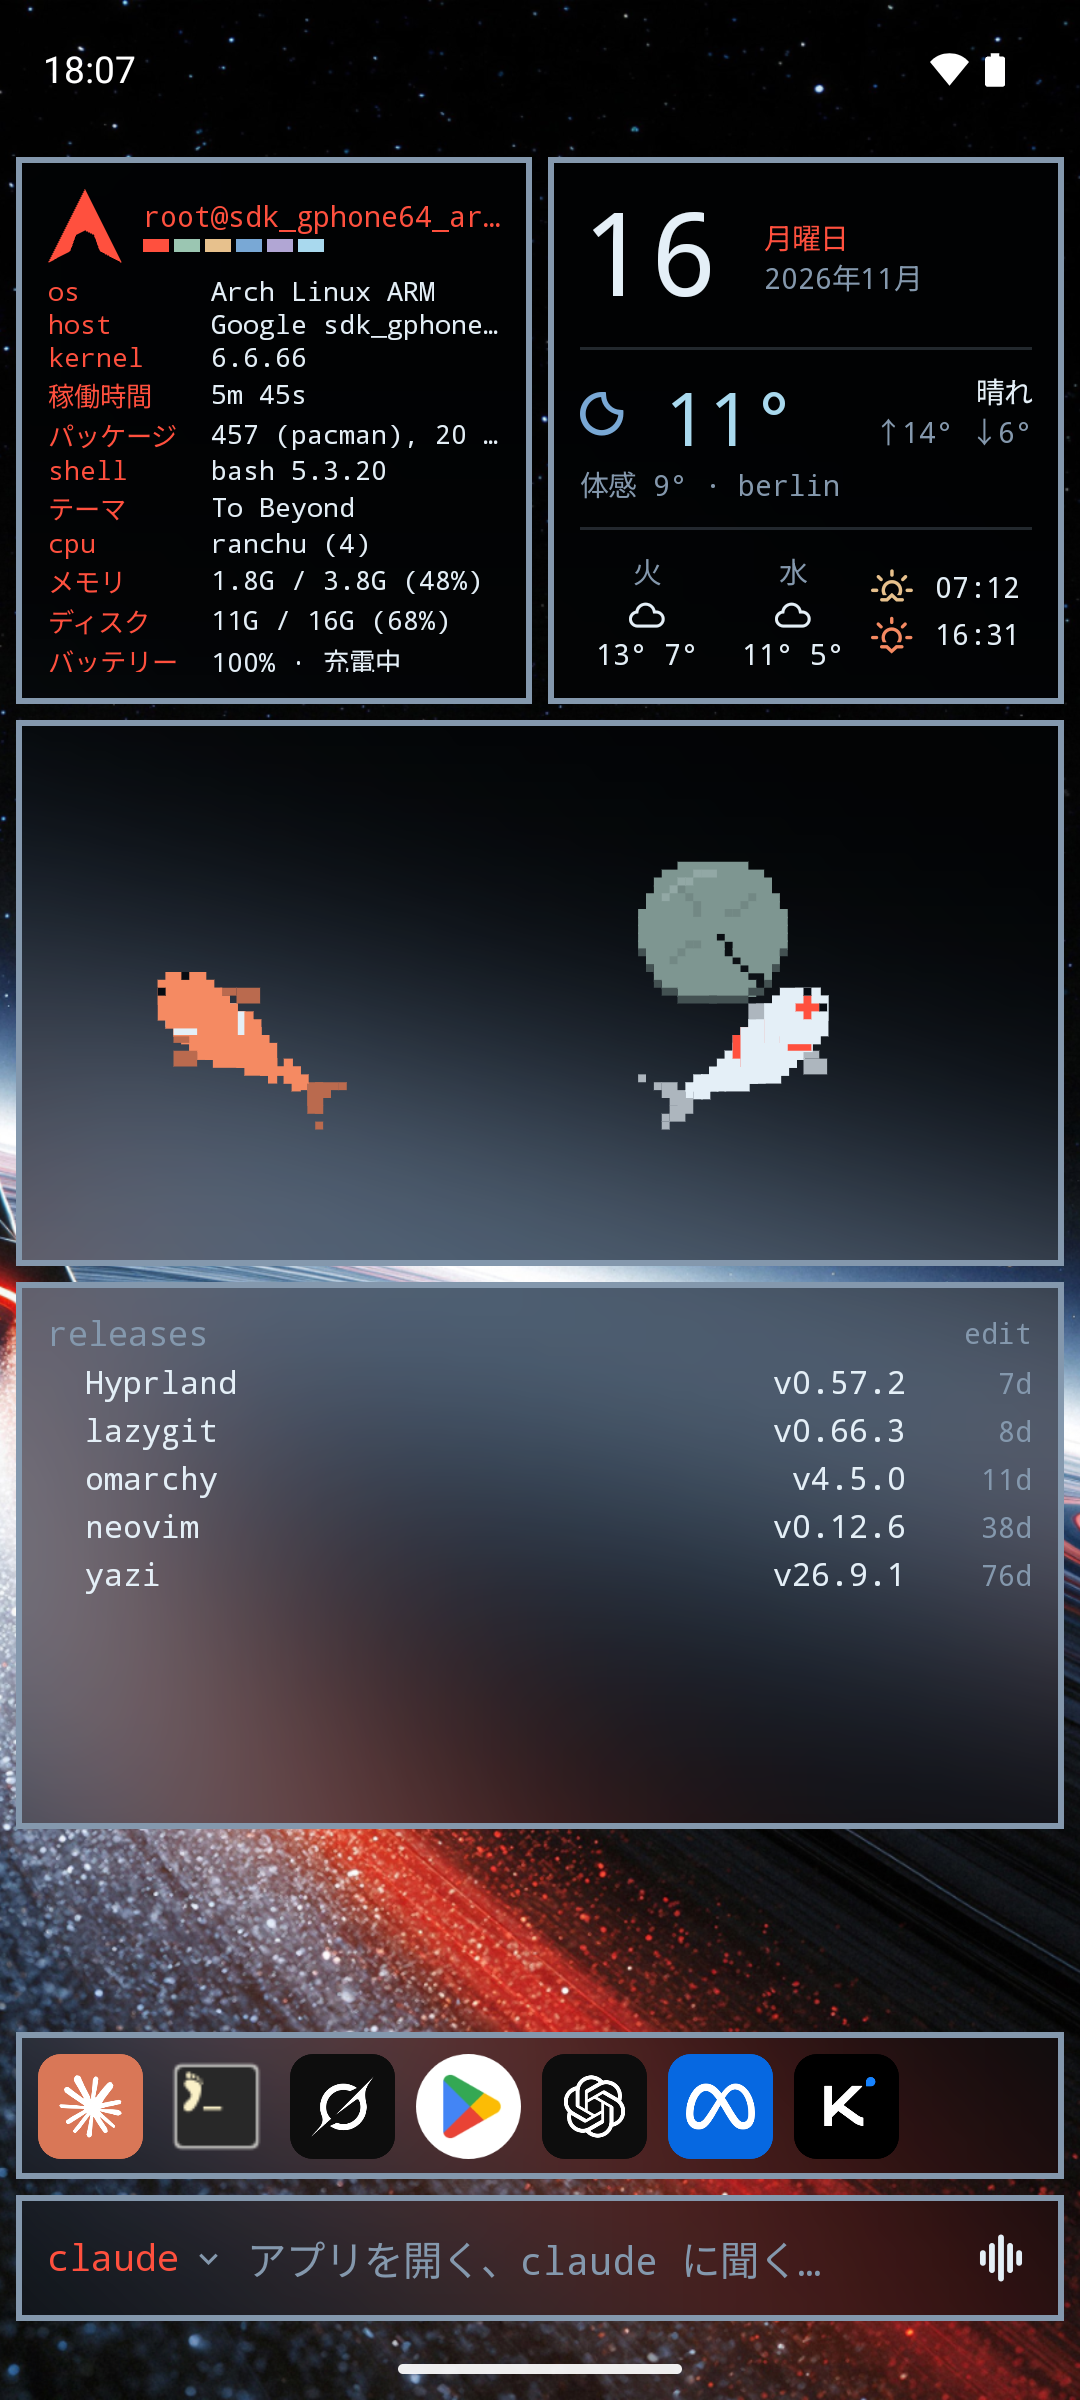 18:07
root@sdk_gphone64_ar…
os Arch Linux ARM
host Google sdk_gphone…
kernel 6.6.66
稼働時間 5m 45s
パッケージ 457 (pacman), 20 …
shell bash 5.3.20
テーマ To Beyond
cpu ranchu (4)
メモリ 1.8G / 3.8G (48%)
ディスク 11G / 16G (68%)
バッテリー 100% · 充電中
16
月曜日
2026年11月
11°
晴れ
↑14° ↓6°
体感 9° · berlin
火 水
13° 7° 11° 5°
07:12
16:31
releases edit
Hyprland v0.57.2 7d
lazygit v0.66.3 8d
omarchy v4.5.0 11d
neovim v0.12.6 38d
yazi v26.9.1 76d
claude アプリを開く、claude に聞く…